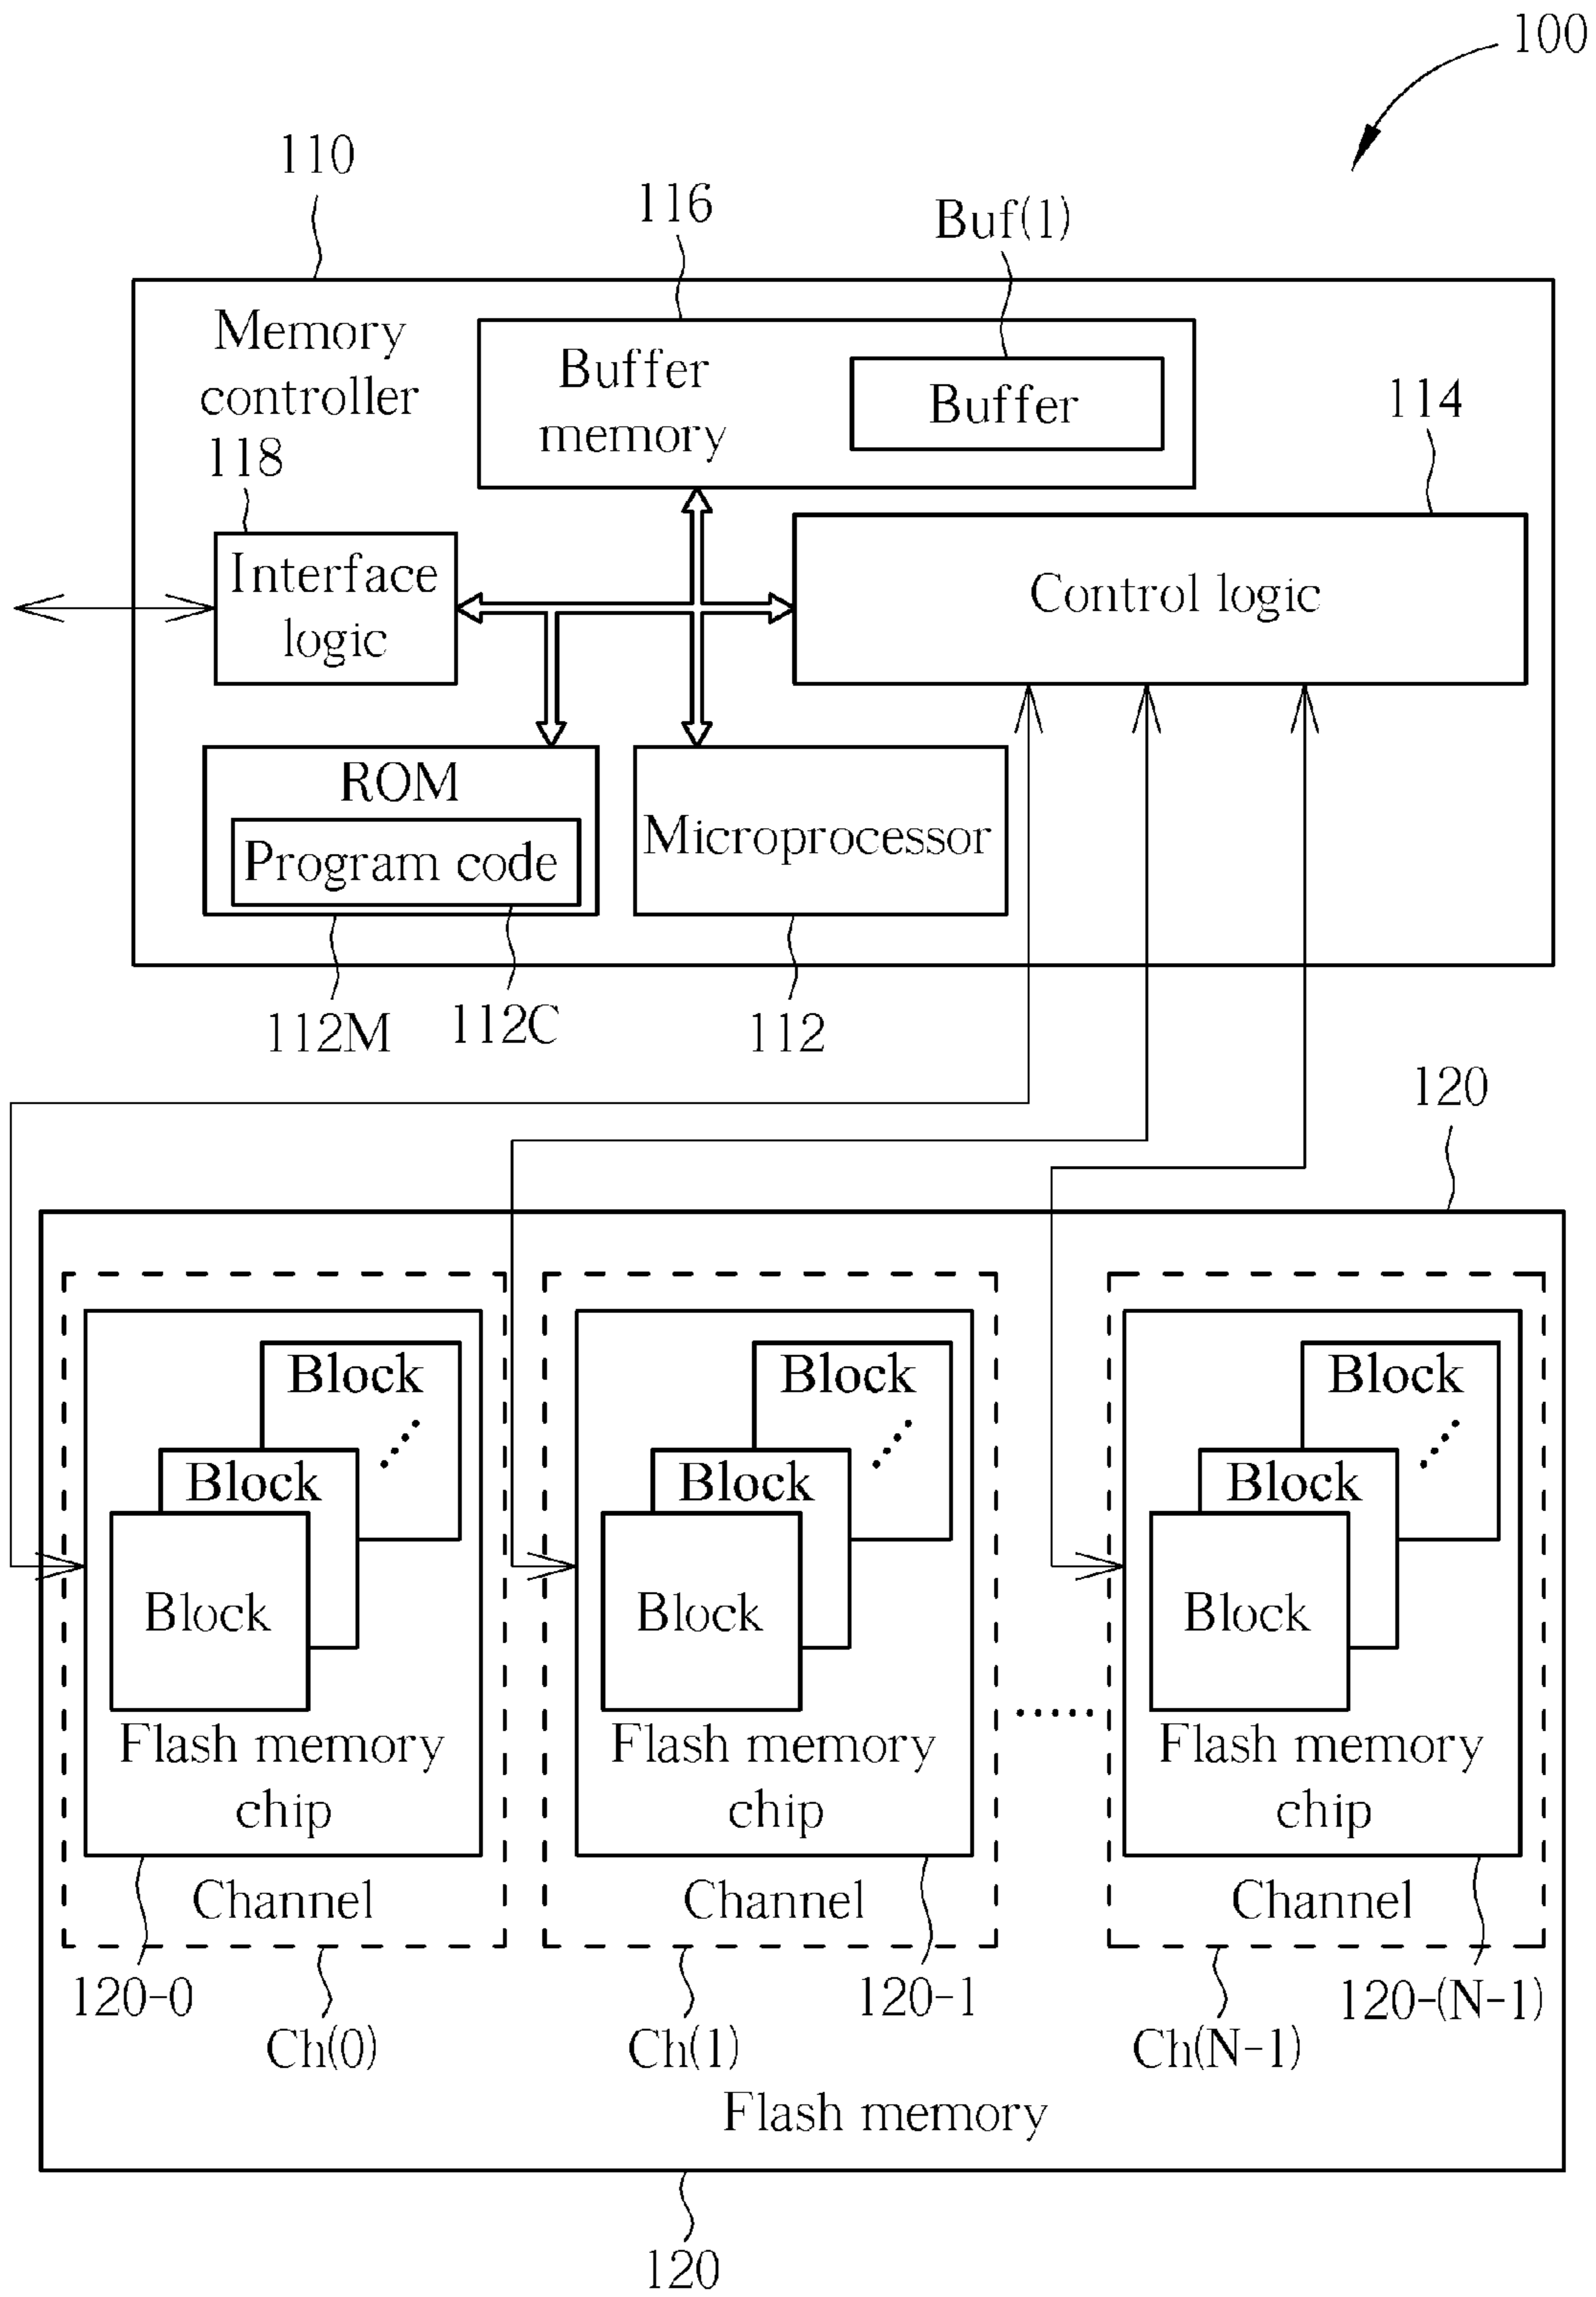 100
110
116
Buf(1)
Memory
controller
Buffer
memory
Buffer
114
118
Interface
logic
Control logic
ROM
Program code
Microprocessor
112M
112C
112
120
Block
Block
Block
Block
Block
Block
Block
Block
Block
Flash memory
chip
Flash memory
chip
Flash memory
chip
Channel
Channel
Channel
120-0
Ch(0)
Ch(1)
120-1
Ch(N-1)
120-(N-1)
Flash memory
120